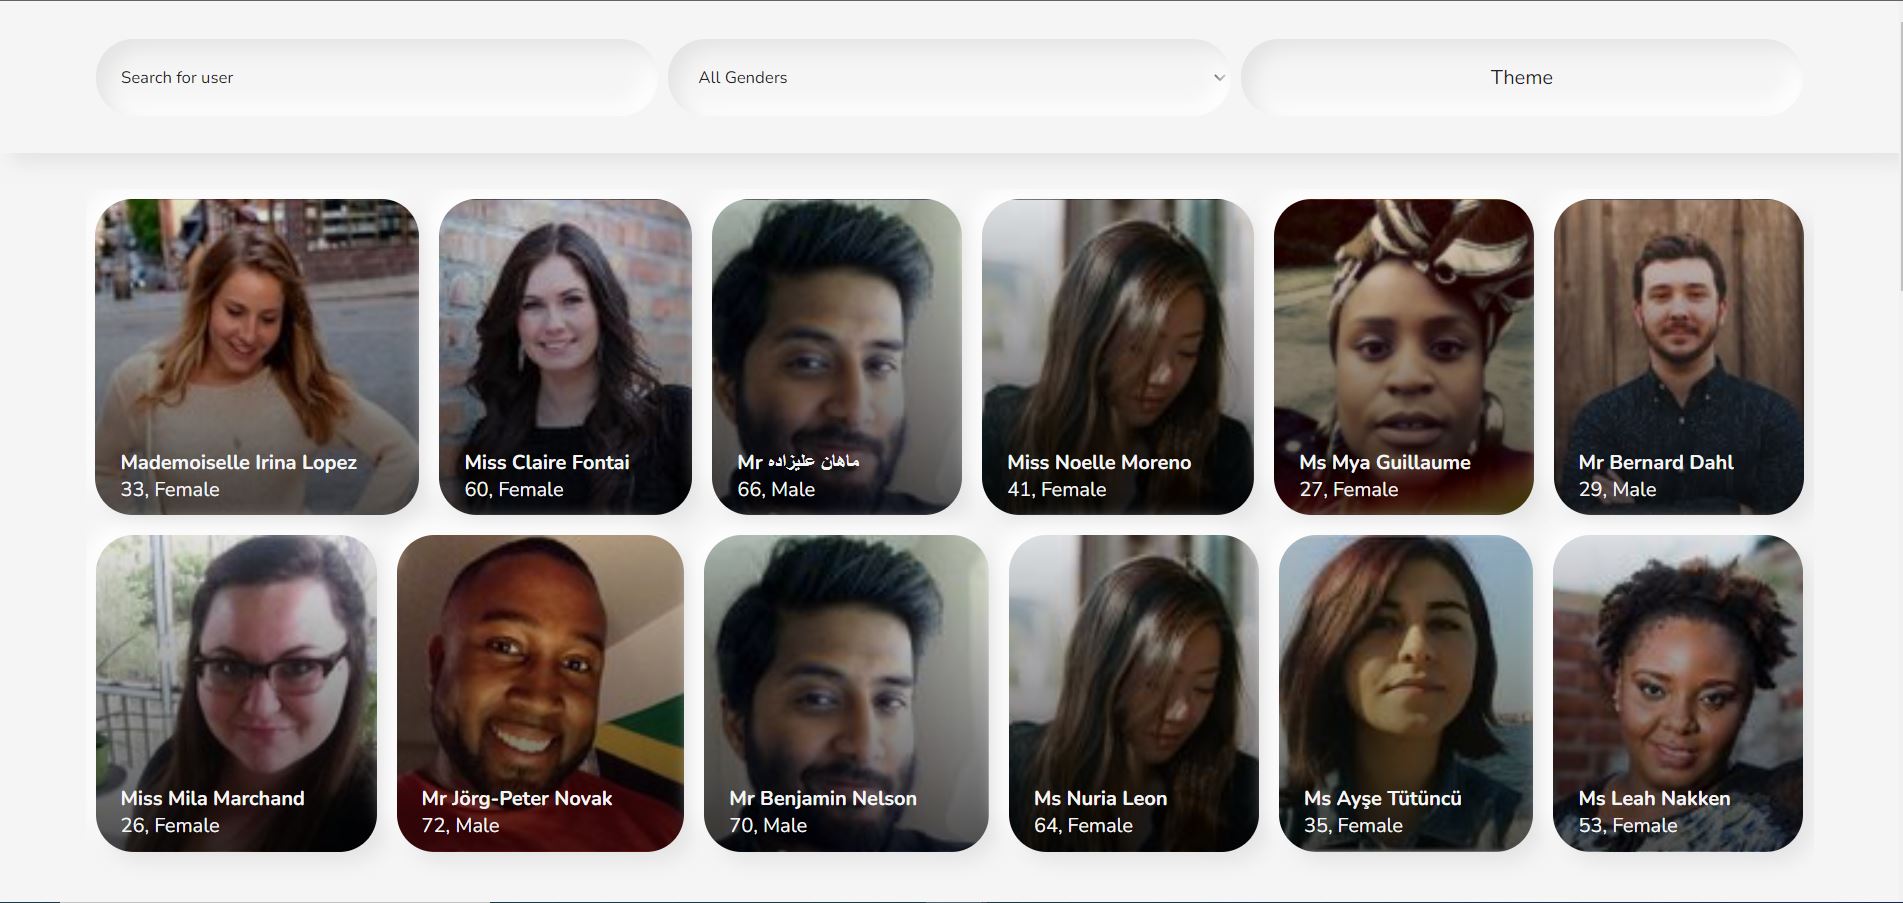 Search for user
All Genders
Theme
Mademoiselle Irina Lopez
33, Female
Miss Claire Fontai
60, Female
Mr ماهان علیزاده
66, Male
Miss Noelle Moreno
41, Female
Ms Mya Guillaume
27, Female
Mr Bernard Dahl
29, Male
Miss Mila Marchand
26, Female
Mr Jörg-Peter Novak
72, Male
Mr Benjamin Nelson
70, Male
Ms Nuria Leon
64, Female
Ms Ayşe Tütüncü
35, Female
Ms Leah Nakken
53, Female